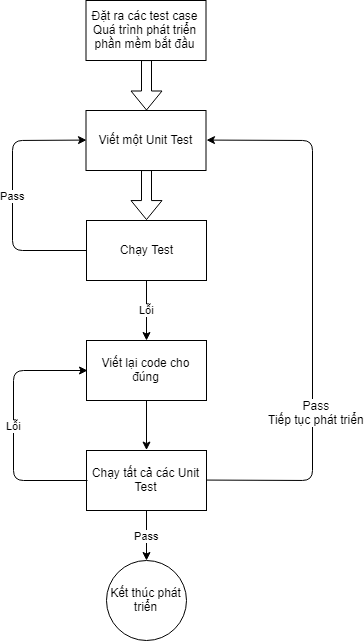 Đặt ra các test case
Quá trình phát triển
phần mềm bắt đầu
Viết một Unit Test
Pass
Chạy Test
Lỗi
Viết lại code cho
đúng
Pass
Tiếp tục phát triển
Lỗi
Chạy tất cả các Unit
Test
Pass
Kết thúc phát
triển